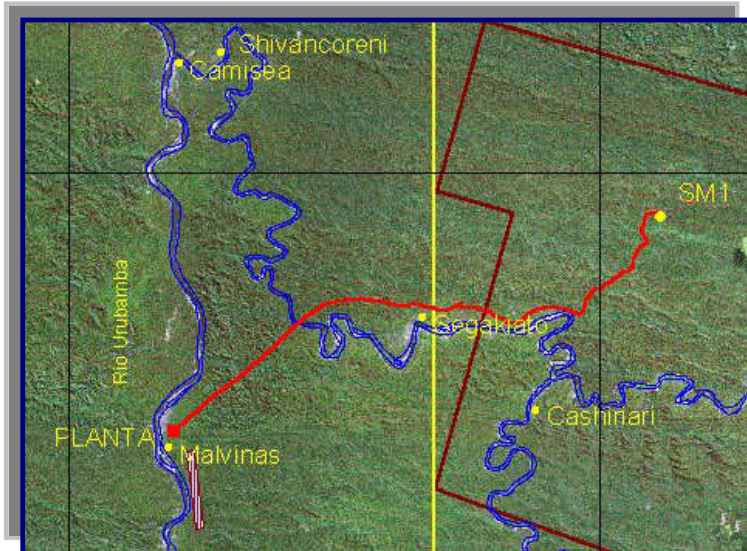 Shivancoreni
Camisea
SM1
Rio Urubamba
Segakiato
Cashiriari
PLANTA
Malvinas